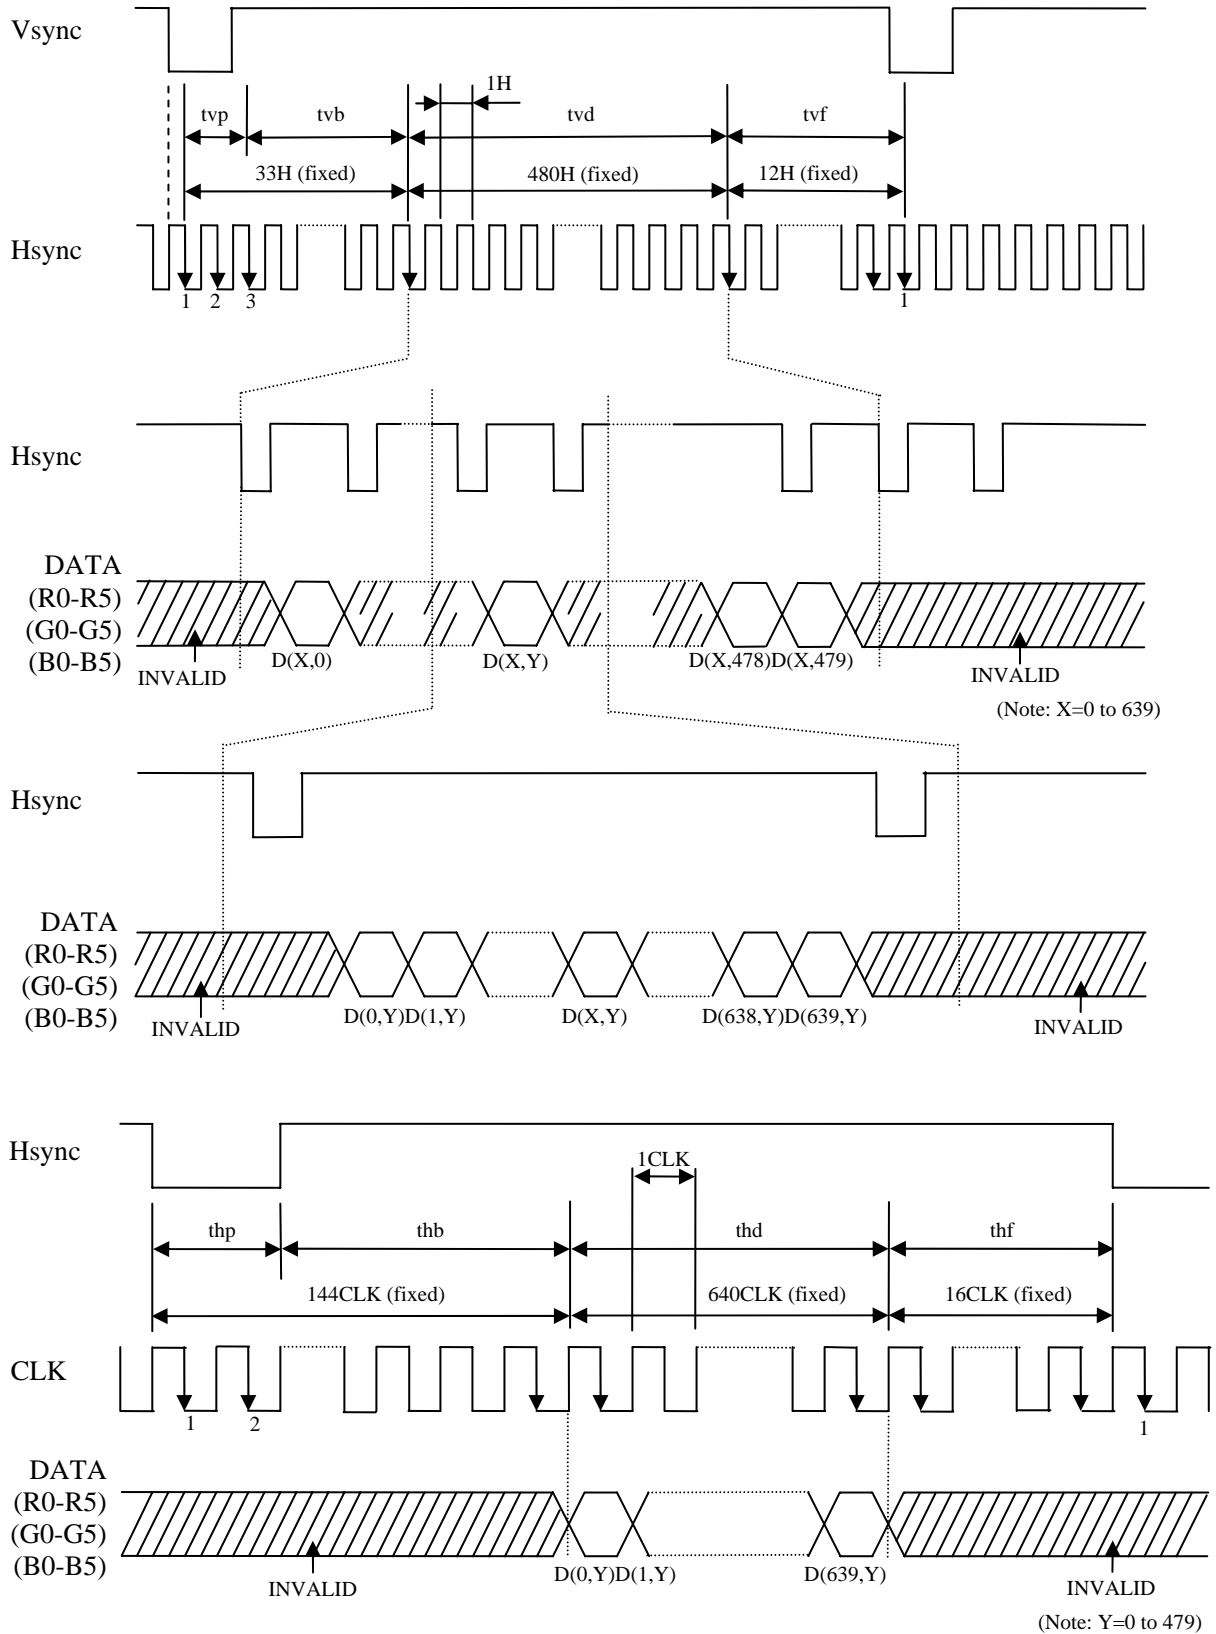 Vsync
1H
tvp tvb tvd tvf
33H (fixed) 480H (fixed) 12H (fixed)
Hsync
1 2 3 1
Hsync
DATA
(R0-R5)
(G0-G5)
(B0-B5)
D(X,0) D(X,Y) D(X,478)D(X,479)
INVALID INVALID
(Note: X=0 to 639)
Hsync
DATA
(R0-R5)
(G0-G5)
(B0-B5)
D(0,Y)D(1,Y) D(X,Y) D(638,Y)D(639,Y)
INVALID INVALID
Hsync
1CLK
thp thb thd thf
144CLK (fixed) 640CLK (fixed) 16CLK (fixed)
CLK
1 2 1
DATA
(R0-R5)
(G0-G5)
(B0-B5)
D(0,Y)D(1,Y) D(639,Y)
INVALID INVALID
(Note: Y=0 to 479)